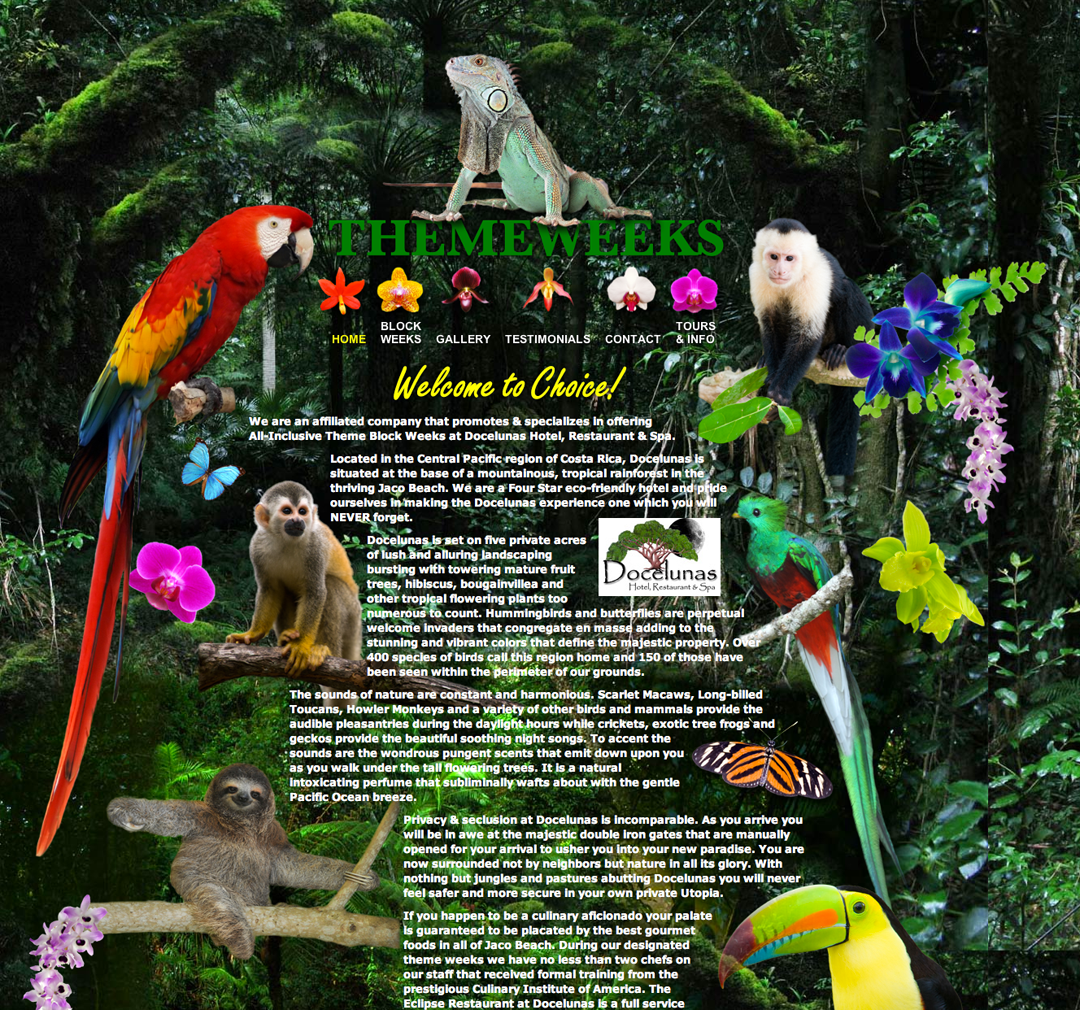 THEMEWEEKS
HOME
BLOCK
WEEKS
GALLERY
TESTIMONIALS
CONTACT
TOURS
& INFO
Welcome to Choice!
We are an affiliated company that promotes & specializes in offering
All-Inclusive Theme Block Weeks at Docelunas Hotel, Restaurant & Spa.
Located in the Central Pacific region of Costa Rica, Docelunas is
situated at the base of a mountainous, tropical rainforest in the
thriving Jaco Beach. We are a Four Star eco-friendly hotel and pride
ourselves in making the Docelunas experience one which you will
NEVER forget.
Docelunas is set on five private acres
of lush and alluring landscaping
bursting with towering mature fruit
trees, hibiscus, bougainvillea and
other tropical flowering plants too
numerous to count. Hummingbirds and butterflies are perpetual
welcome invaders that congregate en masse adding to the
stunning and vibrant colors that define the majestic property. Over
400 species of birds call this region home and 150 of those have
been seen within the perimeter of our grounds.
Docelunas
Hotel, Restaurant & Spa
The sounds of nature are constant and harmonious. Scarlet Macaws, Long-billed
Toucans, Howler Monkeys and a variety of other birds and mammals provide the
audible pleasantries during the daylight hours while crickets, exotic tree frogs and
geckos provide the beautiful soothing night songs. To accent the
sounds are the wondrous pungent scents that emit down upon you
as you walk under the tall flowering trees. It is a natural
intoxicating perfume that subliminally wafts about with the gentle
Pacific Ocean breeze.
Privacy & seclusion at Docelunas is incomparable. As you arrive you
will be in awe at the majestic double iron gates that are manually
opened for your arrival to usher you into your new paradise. You are
now surrounded not by neighbors but nature in all its glory. With
nothing but jungles and pastures abutting Docelunas you will never
feel safer and more secure in your own private Utopia.
If you happen to be a culinary aficionado your palate
is guaranteed to be placated by the best gourmet
foods in all of Jaco Beach. During our designated
theme weeks we have no less than two chefs on
our staff that received formal training from the
prestigious Culinary Institute of America. The
Eclipse Restaurant at Docelunas is a full service